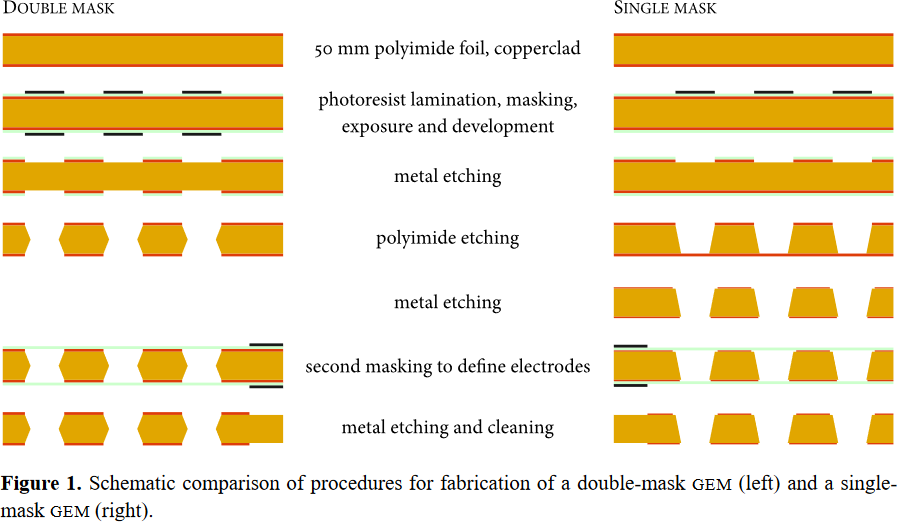 DOUBLE MASK
SINGLE MASK
50 mm polyimide foil, copperclad
photoresist lamination, masking,
exposure and development
metal etching
polyimide etching
metal etching
second masking to define electrodes
metal etching and cleaning
Figure 1. Schematic comparison of procedures for fabrication of a double-mask GEM (left) and a single-
mask GEM (right).